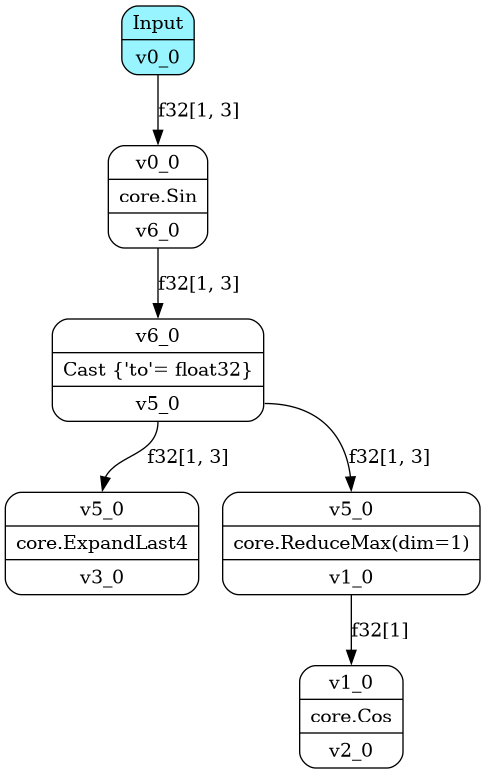 Input
v0_0
f32[1, 3]
v0_0
core.Sin
v6_0
f32[1, 3]
v6_0
Cast {'to'= float32}
v5_0
f32[1, 3]
f32[1, 3]
v5_0
core.ExpandLast4
v3_0
v5_0
core.ReduceMax(dim=1)
v1_0
f32[1]
v1_0
core.Cos
v2_0